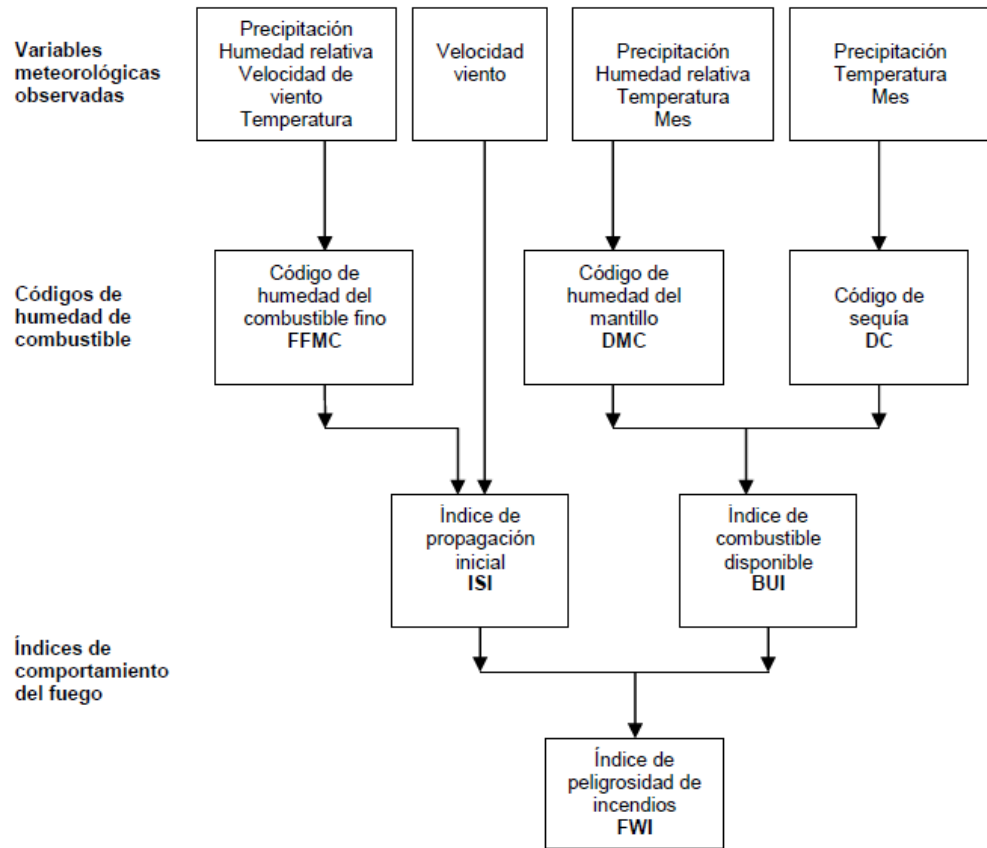 Variables
meteorológicas
observadas
Precipitación
Humedad relativa
Velocidad de
viento
Temperatura
Velocidad
viento
Precipitación
Humedad relativa
Temperatura
Mes
Precipitación
Temperatura
Mes
Códigos de
humedad de
combustible
Código de
humedad del
combustible fino
FFMC
Código de
humedad del
mantillo
DMC
Código de
sequía
DC
Índice de
propagación
inicial
ISI
Índice de
combustible
disponible
BUI
Índices de
comportamiento
del fuego
Índice de
peligrosidad de
incendios
FWI